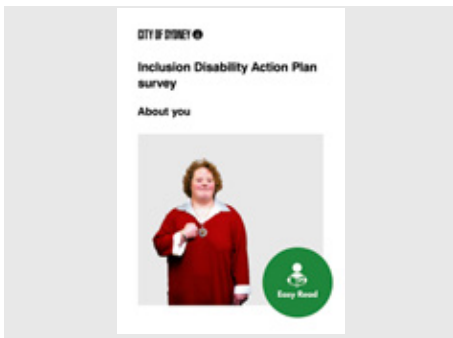 CITY OF SYDNEY
Inclusion Disability Action Plan
survey
About you
Easy Read